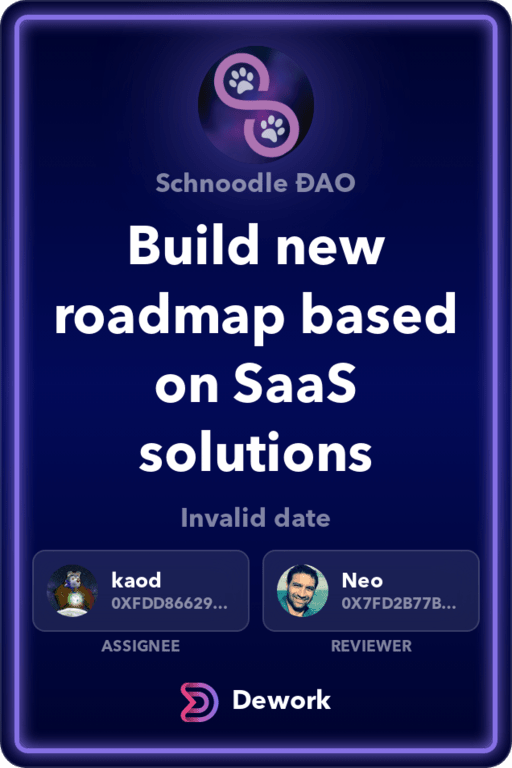 Schnoodle ÐAO
Build new
roadmap based
on SaaS
solutions
Invalid date
kaod
0XFDD86629...
Neo
0X7FD2B77B...
ASSIGNEE
REVIEWER
Dework